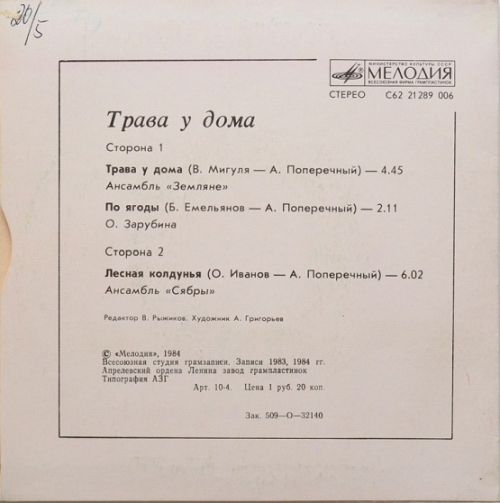 20/5
МИНИСТЕРСТВО КУЛЬТУРЫ СССР
МЕЛОДИЯ
ВСЕСОЮЗНАЯ ФИРМА ГРАМПЛАСТИНОК
СТЕРЕО С62 21289 006
Трава у дома
Сторона 1
Трава у дома (В. Мигуля — А. Поперечный) — 4.45
Ансамбль «Земляне»
По ягоды (Б. Емельянов — А. Поперечный) — 2.11
О. Зарубина
Сторона 2
Лесная колдунья (О. Иванов — А. Поперечный) — 6.02
Ансамбль «Сябры»
Редактор В. Рыжиков. Художник А. Григорьев
© «Мелодия», 1984
Всесоюзная студия грамзаписи. Записи 1983, 1984 гг.
Апрелевский ордена Ленина завод грампластинок
Типография АЗГ
Арт. 10-4. Цена 1 руб. 20 коп.
Зак. 509—О—32140